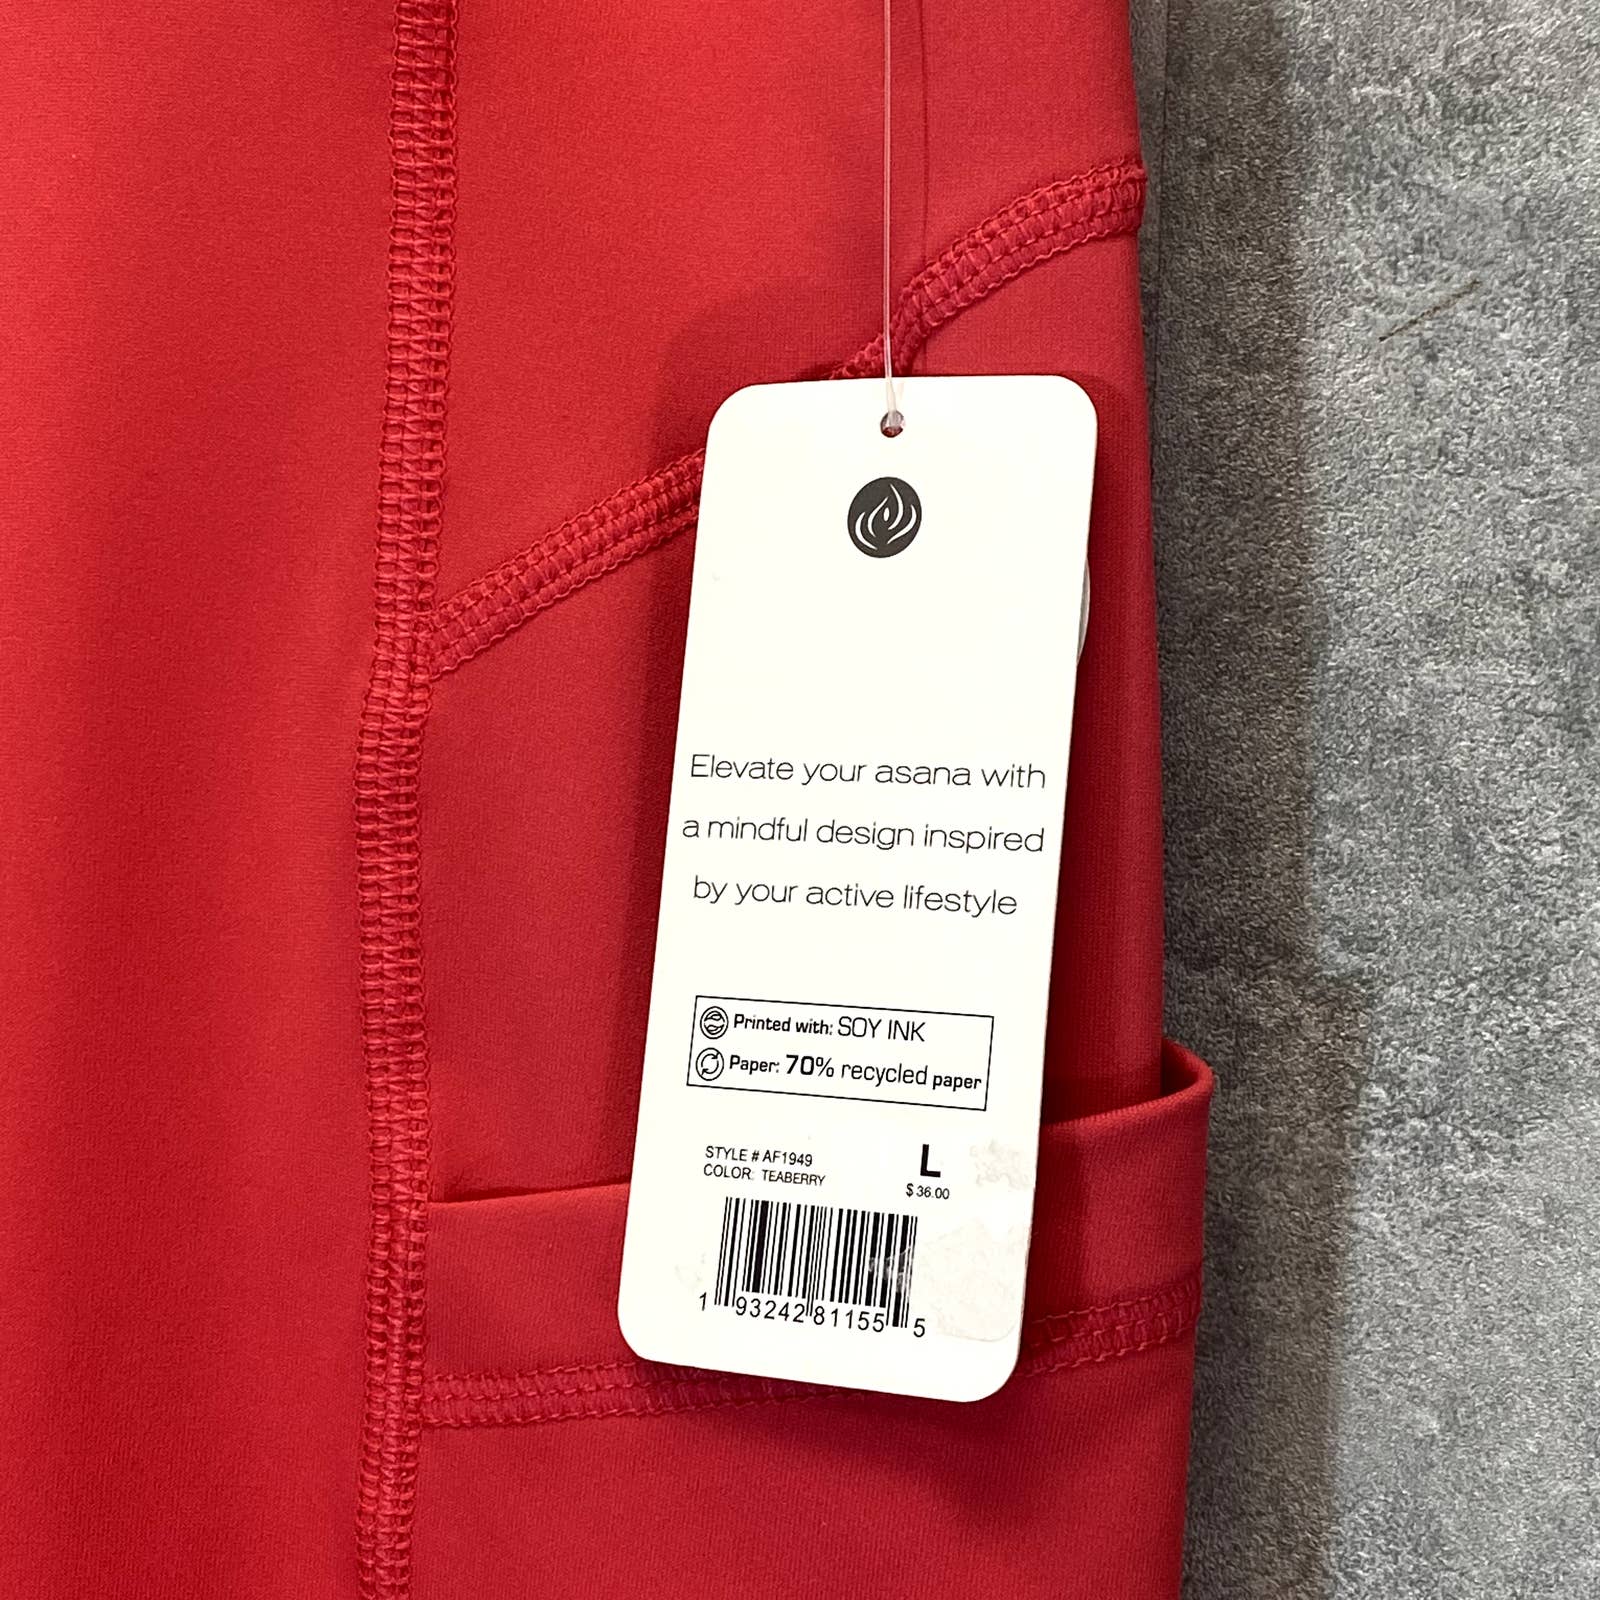 Elevate your asana with
a mindful design inspired
by your active lifestyle
Printed with: SOY INK
Paper: 70% recycled paper
STYLE # AF1949
COLOR: TEABERRY
L
$ 36.00
1 93242 81155 5